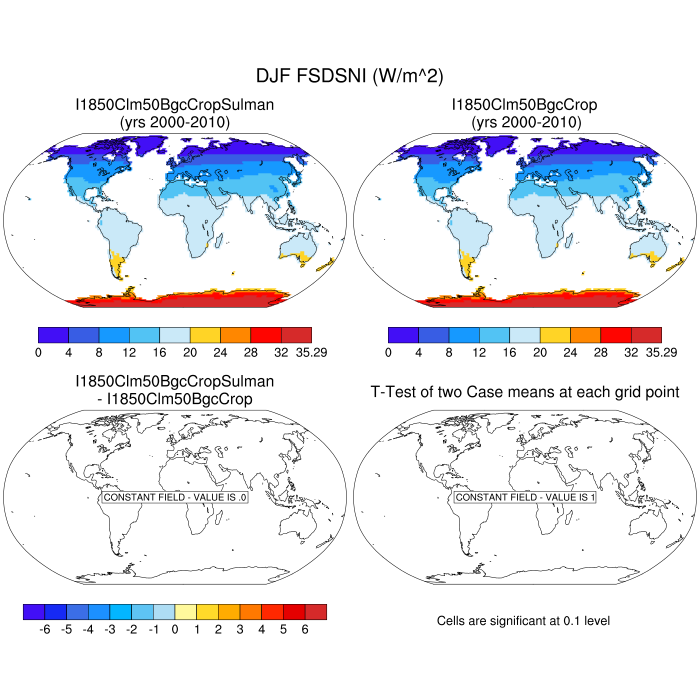 DJF FSDSNI (W/m^2)
I1850Clm50BgcCropSulman
(yrs 2000-2010)
I1850Clm50BgcCrop
(yrs 2000-2010)
0 4 8 12 16 20 24 28 32 35.29
0 4 8 12 16 20 24 28 32 35.29
I1850Clm50BgcCropSulman
- I1850Clm50BgcCrop
T-Test of two Case means at each grid point
CONSTANT FIELD - VALUE IS .0
CONSTANT FIELD - VALUE IS 1
-6 -5 -4 -3 -2 -1 0 1 2 3 4 5 6
Cells are significant at 0.1 level